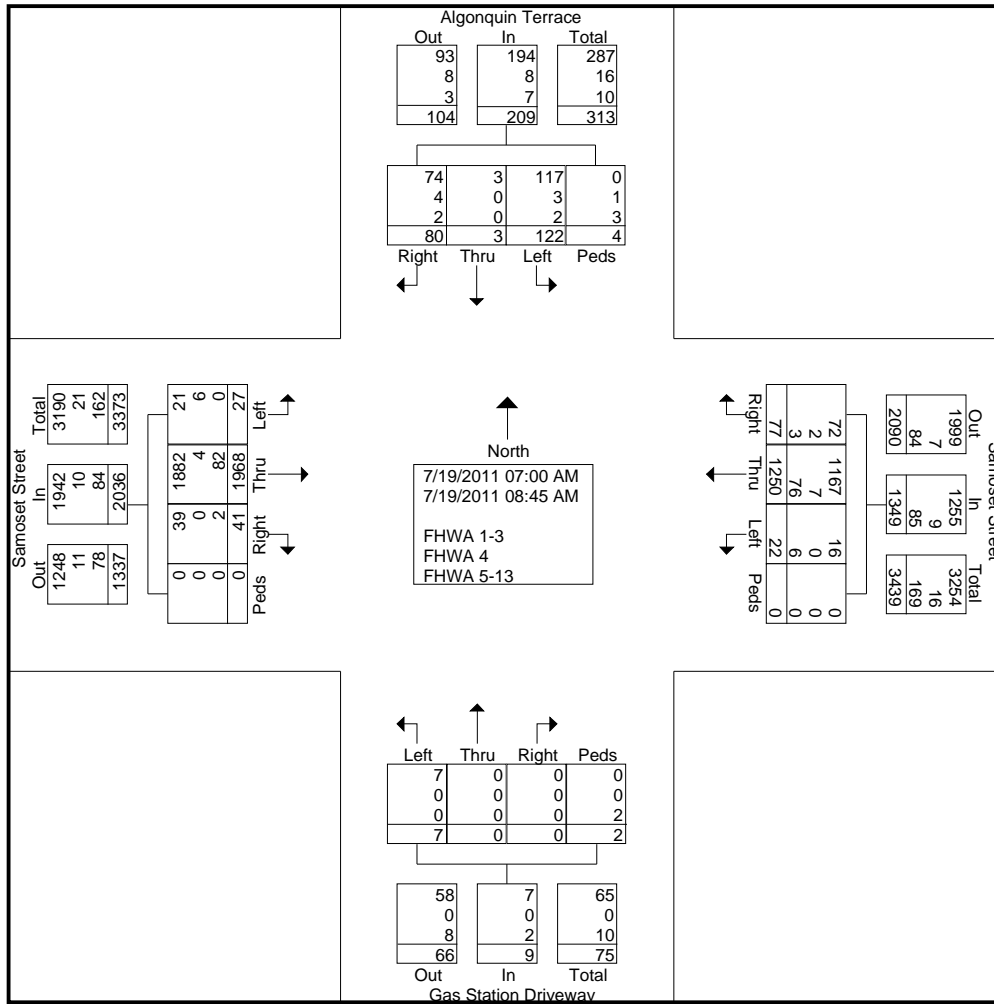 Algonquin Terrace
Out In Total
93 194 287
8 8 16
3 7 10
104 209 313
74 3 117 0
4 0 3 1
2 0 2 3
80 3 122 4
Right Thru Left Peds
Samoset Street
Out In Total
1248 1942 3190
11 10 21
78 84 162
1337 2036 3373
0 39 1882 21
0 0 4 6
0 2 82 0
0 41 1968 27
Peds Right Thru Left
North
7/19/2011 07:00 AM
7/19/2011 08:45 AM
FHWA 1-3
FHWA 4
FHWA 5-13
Samoset Street
Out In Total
1999 1255 3254
7 9 16
84 85 169
2090 1349 3439
72 1167 16 0
2 7 0 0
3 76 6 0
77 1250 22 0
Right Thru Left Peds
Left Thru Right Peds
7 0 0 0
0 0 0 0
0 0 0 2
7 0 0 2
58 7 65
0 0 0
8 2 10
66 9 75
Out In Total
Gas Station Driveway